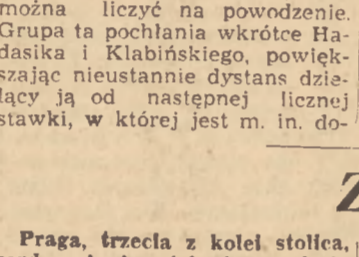 można liczyć na powodzenie.
Grupa ta pochłania wkrótce Ha-
dasika i Klabińskiego, powięk-
szając nieustannie dystans dzie-
lący ją od następnej licznej
stawki, w której jest m. in. do-
Z
Praga, trzecia z kolei stolica,